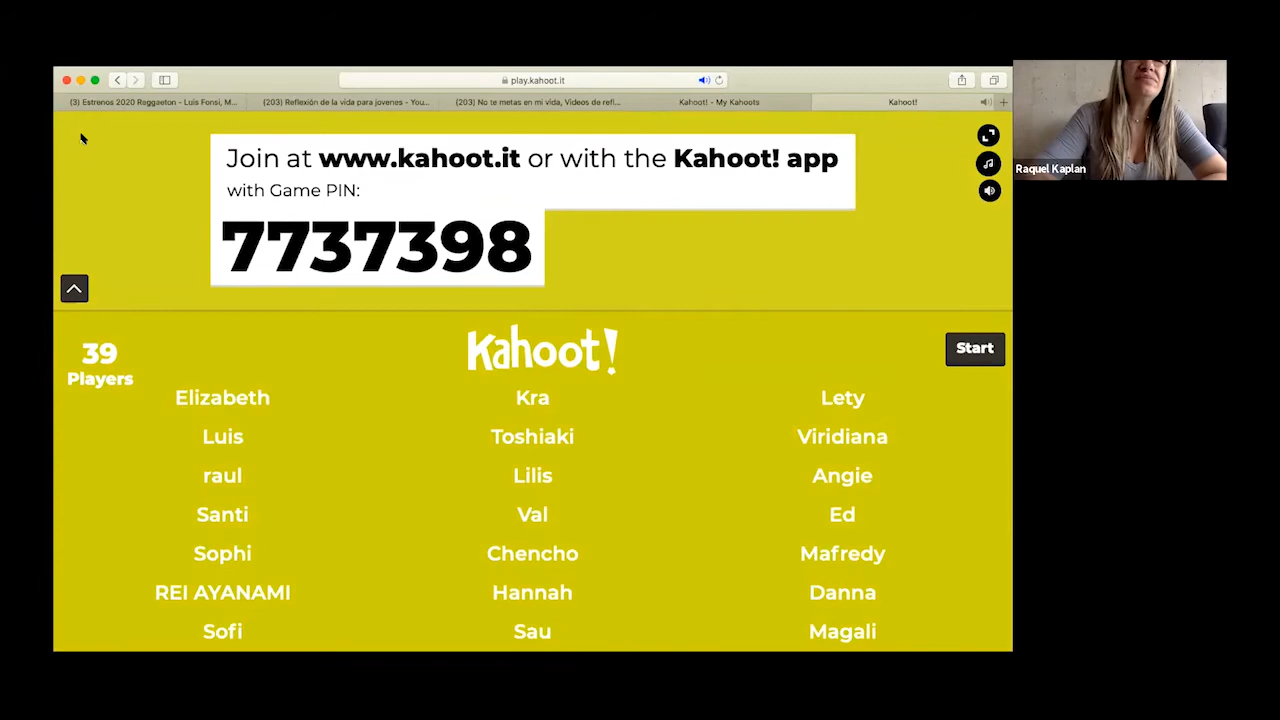 play.kahoot.it
(3) Estrenos 2020 Reggaeton - Luis Fonsi, M...
(203) Reflexión de la vida para jovenes - You...
(203) No te metas en mi vida, Videos de refl...
Kahoot! - My Kahoots
Kahoot!
Join at www.kahoot.it or with the Kahoot! app
with Game PIN:
7737398
Raquel Kaplan
39
Players
Kahoot!
Start
Elizabeth
Kra
Lety
Luis
Toshiaki
Viridiana
raul
Lilis
Angie
Santi
Val
Ed
Sophi
Chencho
Mafredy
REI AYANAMI
Hannah
Danna
Sofi
Sau
Magali